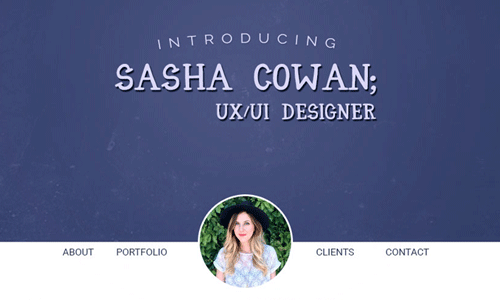 INTRODUCING
SASHA COWAN;
UX/UI DESIGNER
ABOUT PORTFOLIO CLIENTS CONTACT